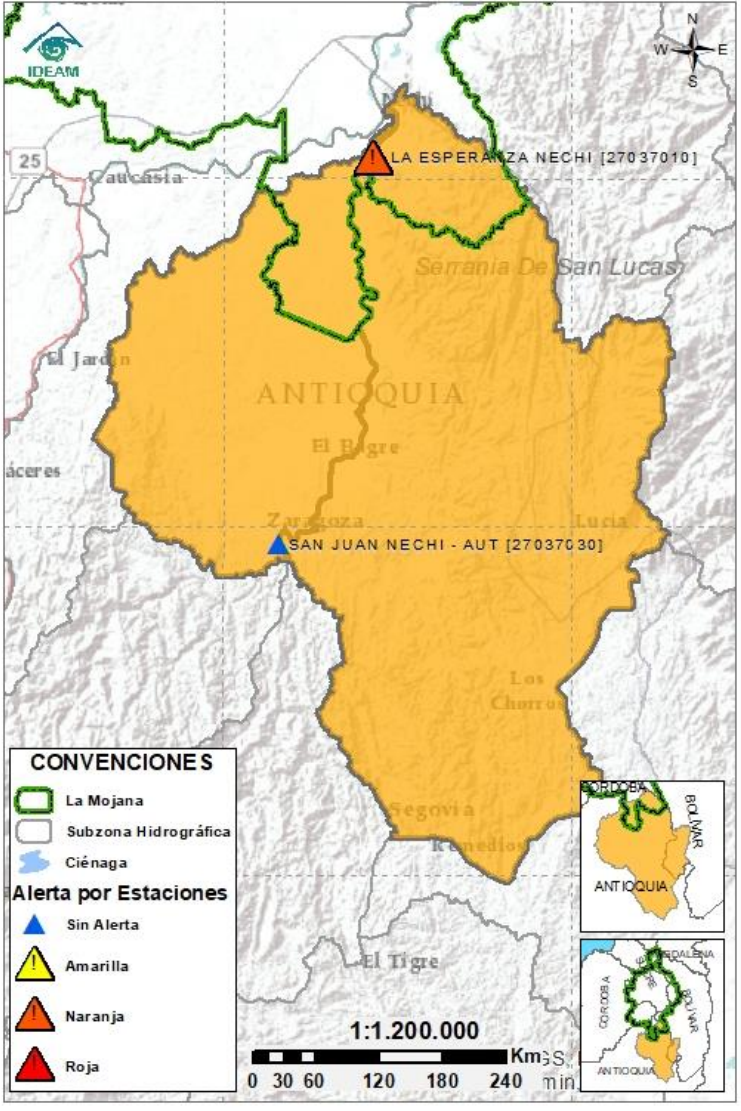 IDEAM
N
W E
S
25
Caucasia
LA ESPERANZA NECHI [27037010]
Serranía De San Lucas
El Jardín
ANTIOQUIA
El Bagre
áceres
Zaragoza
Lucia
SAN JUAN NECHI - AUT [27037030]
Los
Chorros
Segovia
Remedios
El Tigre
CONVENCIONES
La Mojana
Subzona Hidrográfica
Ciénaga
Alerta por Estaciones
Sin Alerta
Amarilla
Naranja
Roja
1:1.200.000
Km
0 30 60 120 180 240
CORDOBA
BOLIVAR
ANTIOQUIA
CORDOBA
BOLIVAR
ANTIOQUIA